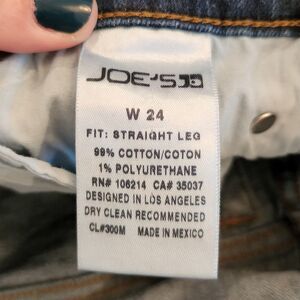 JOE'S
W 24
FIT: STRAIGHT LEG
99% COTTON/COTON
1% POLYURETHANE
RN# 106214 CA# 35037
DESIGNED IN LOS ANGELES
DRY CLEAN RECOMMENDED
CL#300M MADE IN MEXICO